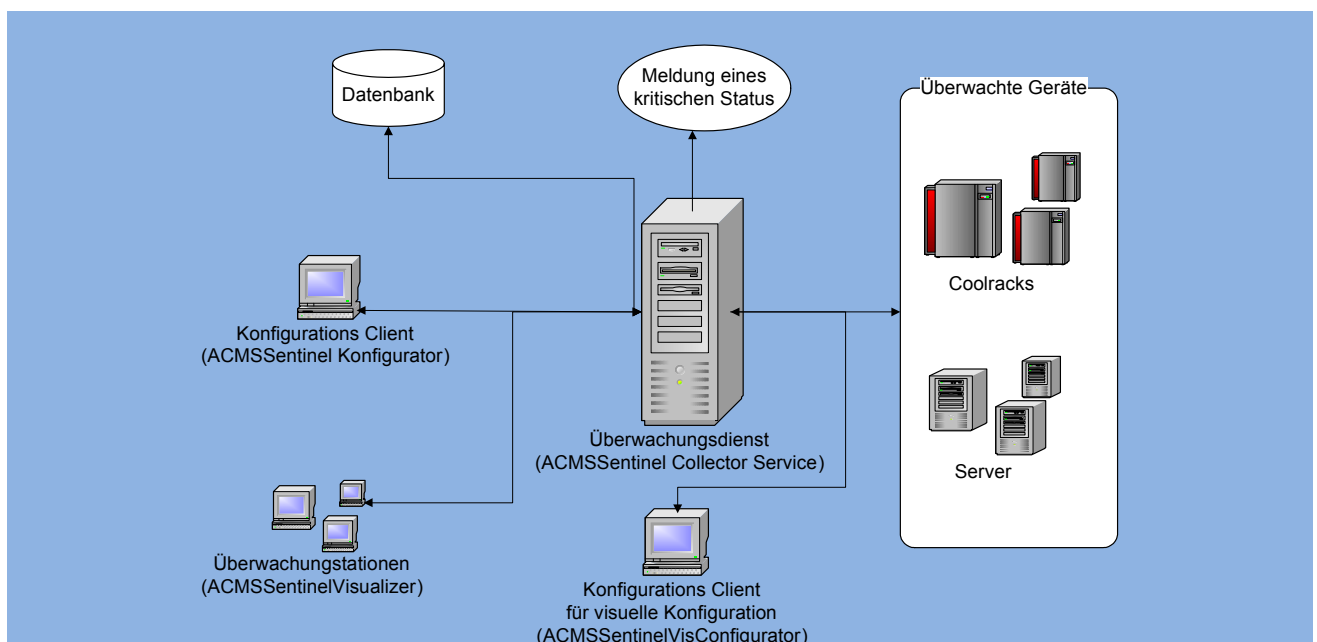 Datenbank
Meldung eines
kritischen Status
Überwachte Geräte
Coolracks
Konfigurations Client
(ACMSSentinel Konfigurator)
Überwachungsdienst
(ACMSSentinel Collector Service)
Server
Überwachungstationen
(ACMSSentinelVisualizer)
Konfigurations Client
für visuelle Konfiguration
(ACMSSentinelVisConfigurator)